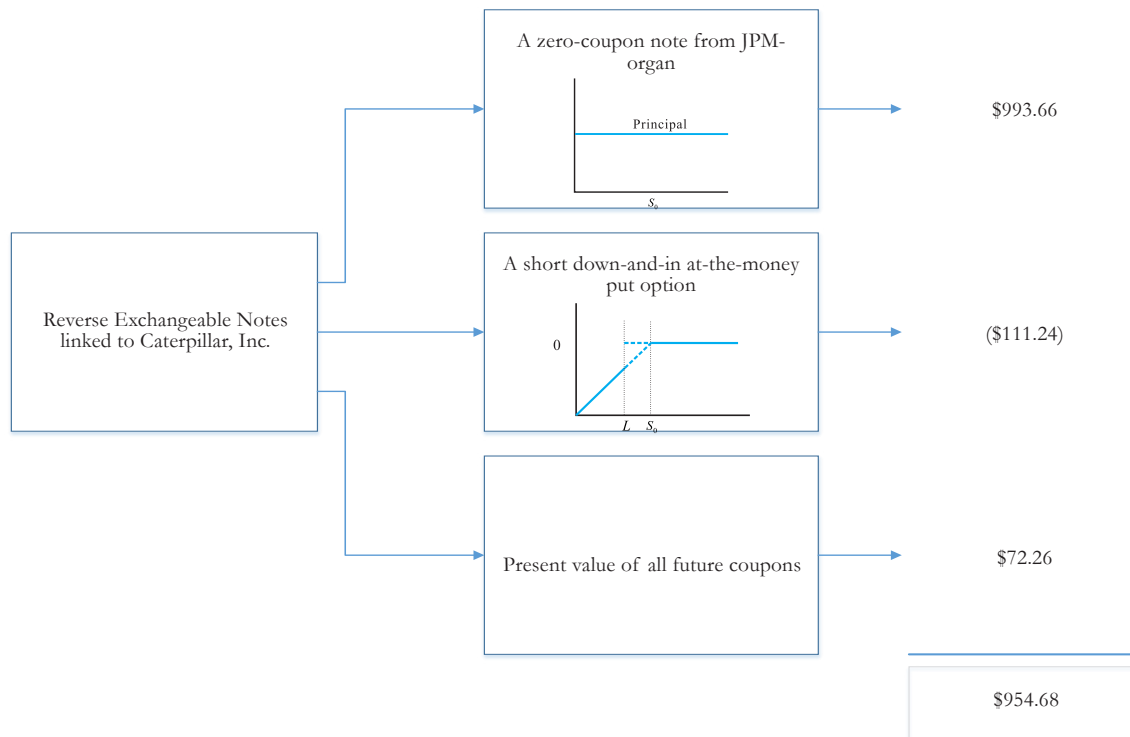 A zero-coupon note from JPM-
organ
Principal
S₀
$993.66
Reverse Exchangeable Notes
linked to Caterpillar, Inc.
A short down-and-in at-the-money
put option
0
L S₀
($111.24)
Present value of all future coupons
$72.26
$954.68